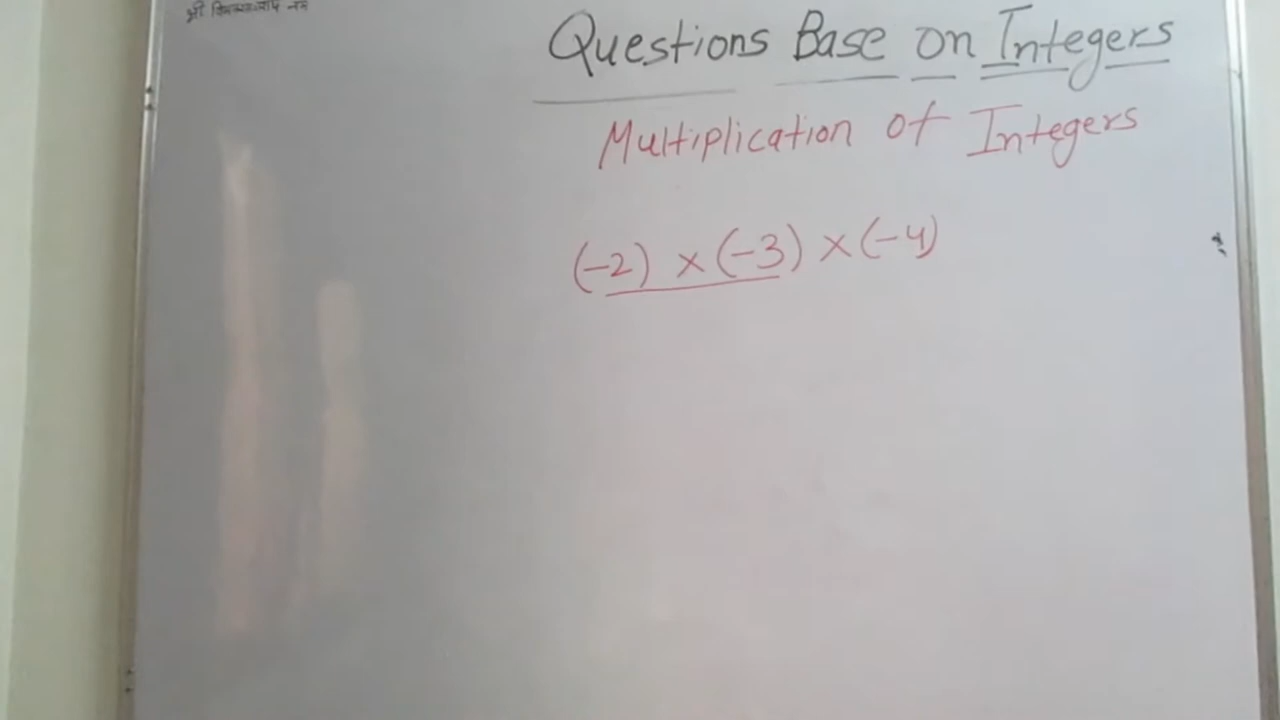 श्री
Questions Base on Integers
Multiplication of Integers
(-2) × (-3) × (-4)